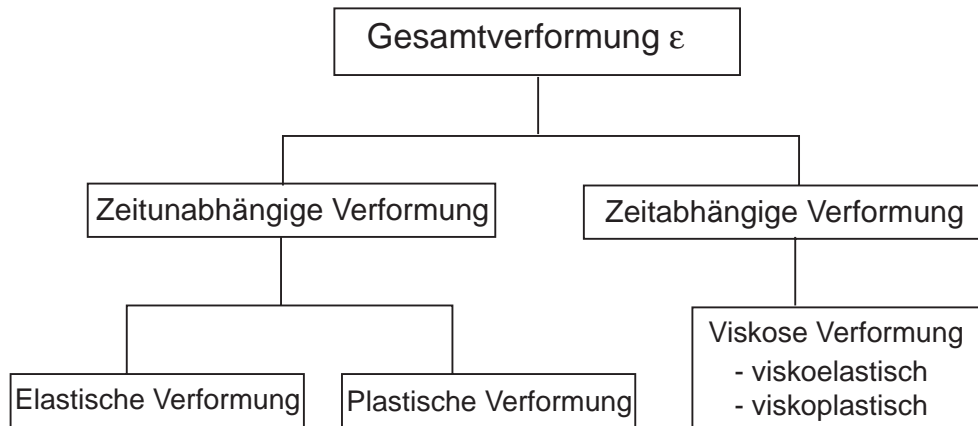 Gesamtverformung ε
Zeitunabhängige Verformung
Zeitabhängige Verformung
Elastische Verformung
Plastische Verformung
Viskose Verformung
- viskoelastisch
- viskoplastisch